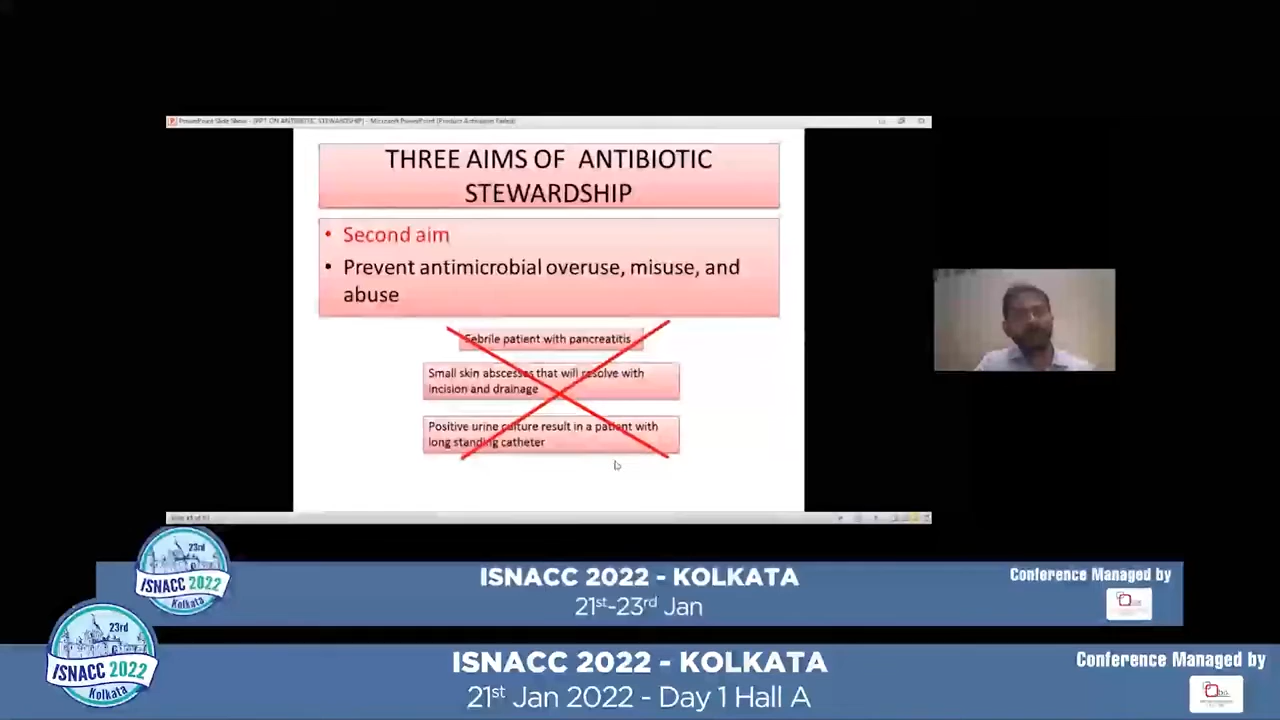 PowerPoint Slide Show - [PPT ON ANTIBIOTIC STEWARDSHIP] - Microsoft PowerPoint (Product Activation Failed)
THREE AIMS OF ANTIBIOTIC
STEWARDSHIP
• Second aim
• Prevent antimicrobial overuse, misuse, and
abuse
Sebrile patient with pancreatitis
Small skin abscesses that will resolve with
incision and drainage
Positive urine culture result in a patient with
long standing catheter
23rd
ISNACC 2022
Kolkata
ISNACC 2022 - KOLKATA
21st-23rd Jan
Conference Managed by
23rd
ISNACC 2022
Kolkata
ISNACC 2022 - KOLKATA
21st Jan 2022 - Day 1 Hall A
Conference Managed by